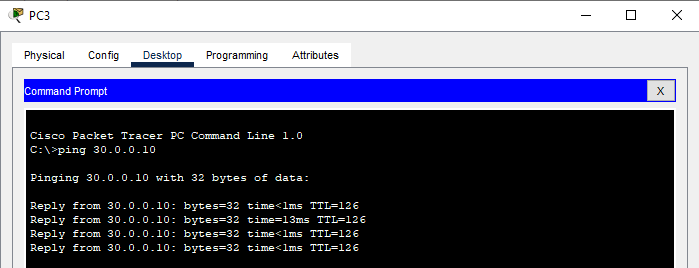 PC3
Physical Config Desktop Programming Attributes
Command Prompt X
Cisco Packet Tracer PC Command Line 1.0
C:\>ping 30.0.0.10
Pinging 30.0.0.10 with 32 bytes of data:
Reply from 30.0.0.10: bytes=32 time<1ms TTL=126
Reply from 30.0.0.10: bytes=32 time=13ms TTL=126
Reply from 30.0.0.10: bytes=32 time<1ms TTL=126
Reply from 30.0.0.10: bytes=32 time<1ms TTL=126